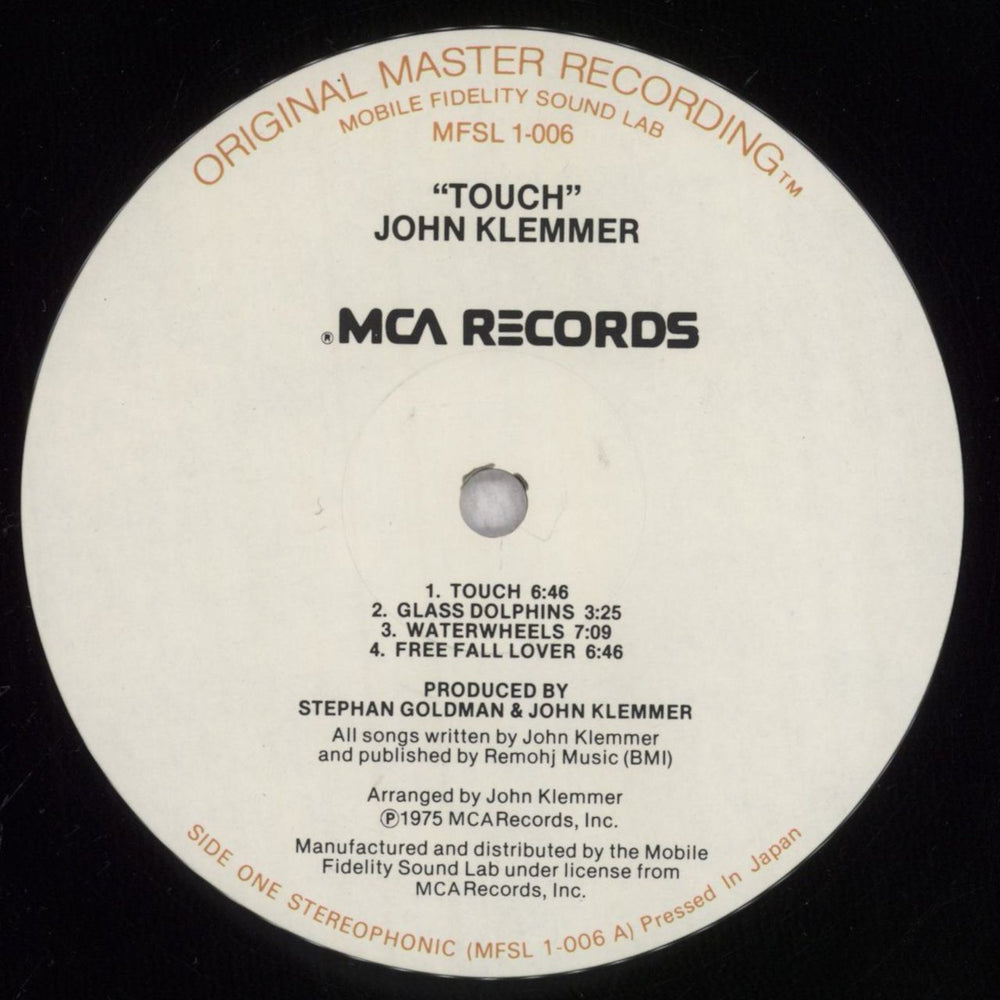 ORIGINAL MASTER RECORDING™
MOBILE FIDELITY SOUND LAB
MFSL 1-006
“TOUCH”
JOHN KLEMMER
®MCA RECORDS
1. TOUCH 6:46
2. GLASS DOLPHINS 3:25
3. WATERWHEELS 7:09
4. FREE FALL LOVER 6:46
PRODUCED BY
STEPHAN GOLDMAN & JOHN KLEMMER
All songs written by John Klemmer
and published by Remohj Music (BMI)
Arranged by John Klemmer
℗1975 MCA Records, Inc.
Manufactured and distributed by the Mobile
Fidelity Sound Lab under license from
MCA Records, Inc.
SIDE ONE STEREOPHONIC (MFSL 1-006 A) Pressed In Japan